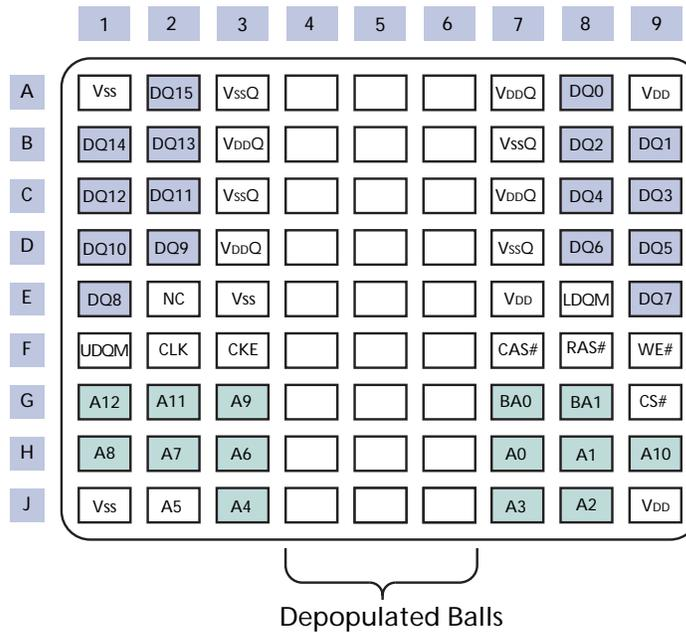 1 2 3 4 5 6 7 8 9
A Vss DQ15 VssQ VDDQ DQ0 VDD
B DQ14 DQ13 VDDQ VssQ DQ2 DQ1
C DQ12 DQ11 VssQ VDDQ DQ4 DQ3
D DQ10 DQ9 VDDQ VssQ DQ6 DQ5
E DQ8 NC Vss VDD LDQM DQ7
F UDQM CLK CKE CAS# RAS# WE#
G A12 A11 A9 BA0 BA1 CS#
H A8 A7 A6 A0 A1 A10
J Vss A5 A4 A3 A2 VDD
Depopulated Balls